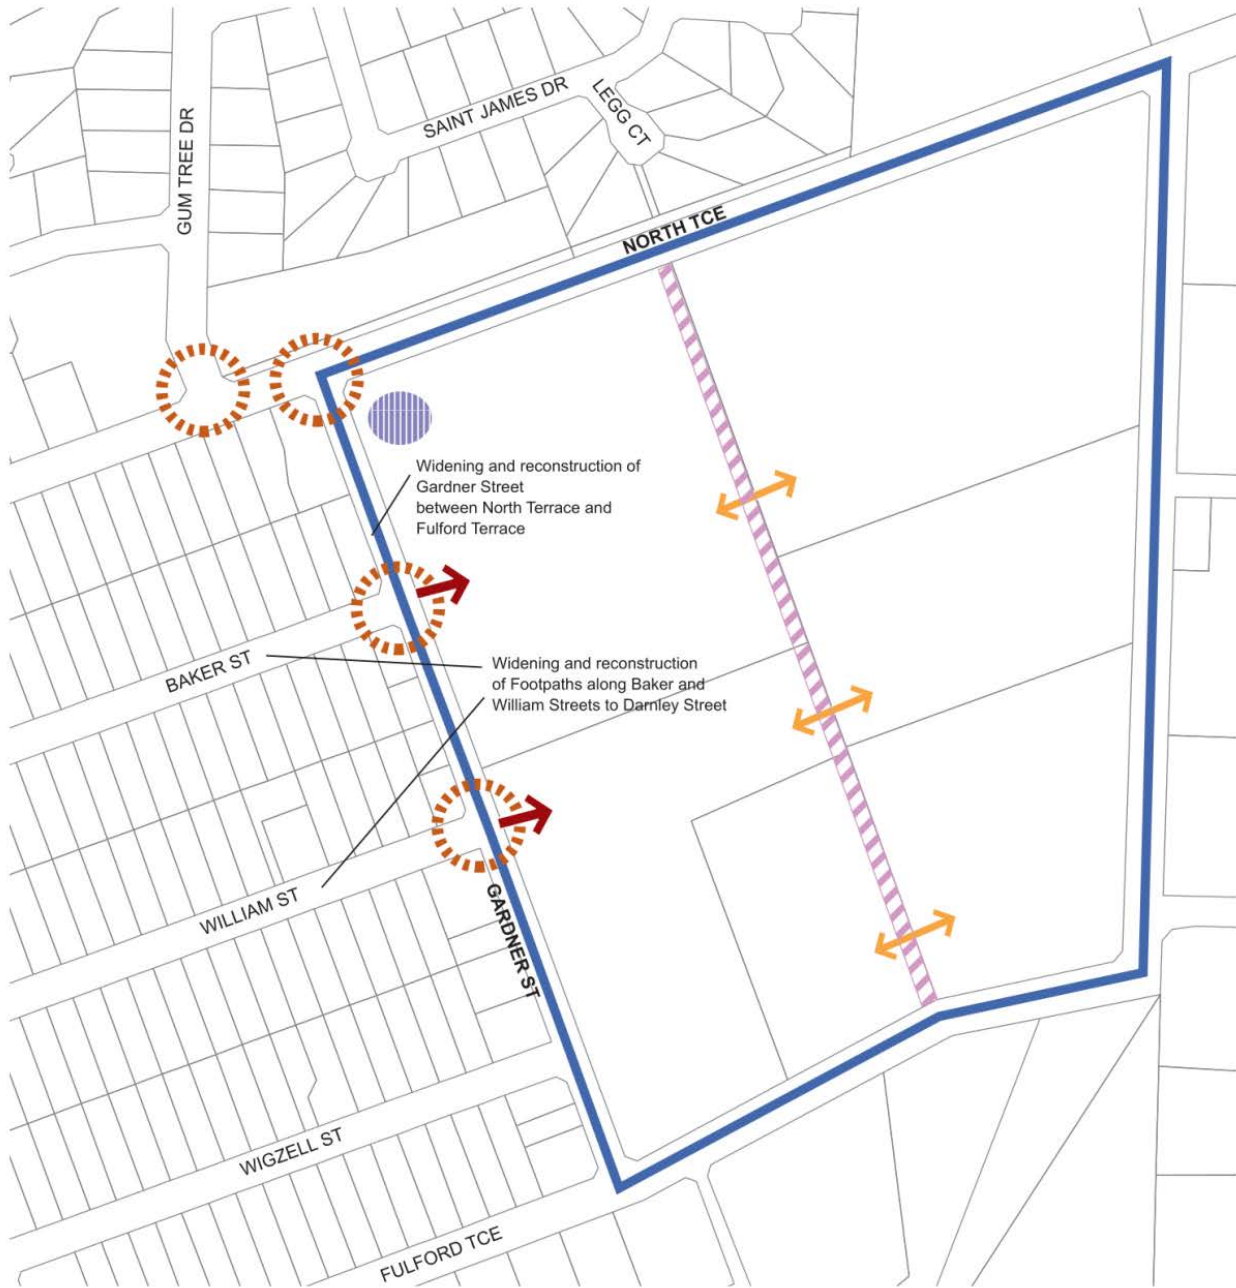 SAINT JAMES DR
LEGG CT
GUM TREE DR
NORTH TCE
Widening and reconstruction of
Gardner Street
between North Terrace and
Fulford Terrace
BAKER ST
Widening and reconstruction
of Footpaths along Baker and
William Streets to Darnley Street
WILLIAM ST
GARDNER ST
WIGZELL ST
FULFORD TCE